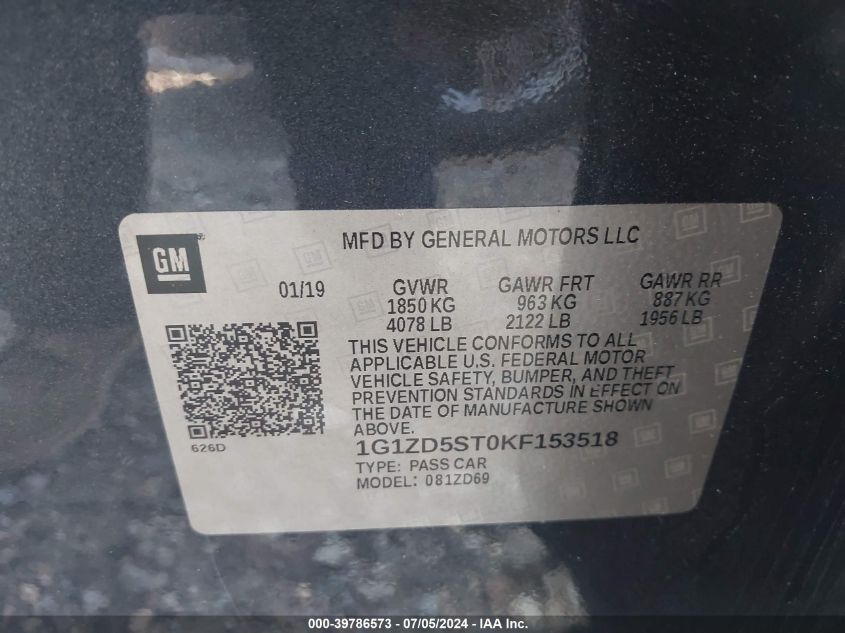 GM
MFD BY GENERAL MOTORS LLC
01/19 GVWR GAWR FRT GAWR RR
1850 KG 963 KG 887 KG
4078 LB 2122 LB 1956 LB
THIS VEHICLE CONFORMS TO ALL
APPLICABLE U.S. FEDERAL MOTOR
VEHICLE SAFETY, BUMPER, AND THEFT
PREVENTION STANDARDS IN EFFECT ON
THE DATE OF MANUFACTURE SHOWN
ABOVE.
626D
1G1ZD5ST0KF153518
TYPE: PASS CAR
MODEL: 081ZD69
000-39786573 - 07/05/2024 - IAA Inc.